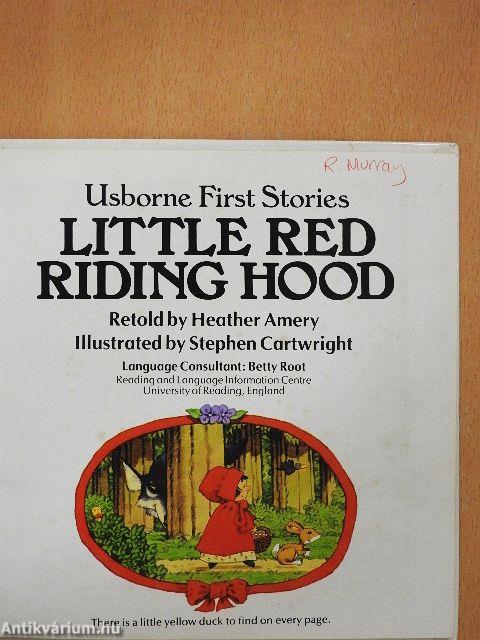 R. Murray
Usborne First Stories
LITTLE RED
RIDING HOOD
Retold by Heather Amery
Illustrated by Stephen Cartwright
Language Consultant: Betty Root
Reading and Language Information Centre
University of Reading, England
There is a little yellow duck to find on every page.
Antikvárium.hu